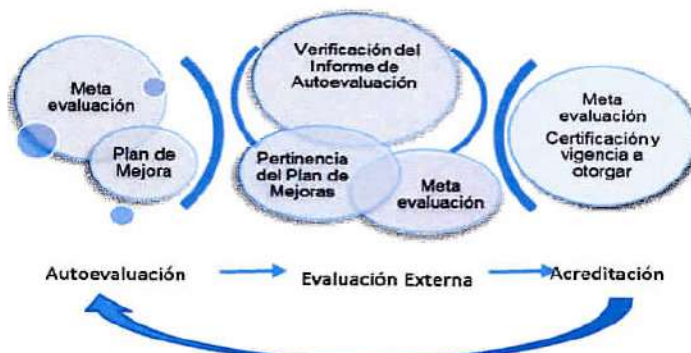 Meta
evaluación
Plan de
Mejora
Verificación del
Informe de
Autoevaluación
Pertinencia
del Plan de
Mejoras
Meta
evaluación
Meta
evaluación
Certificación y
vigencia a
otorgar
Autoevaluación
Evaluación Externa
Acreditación